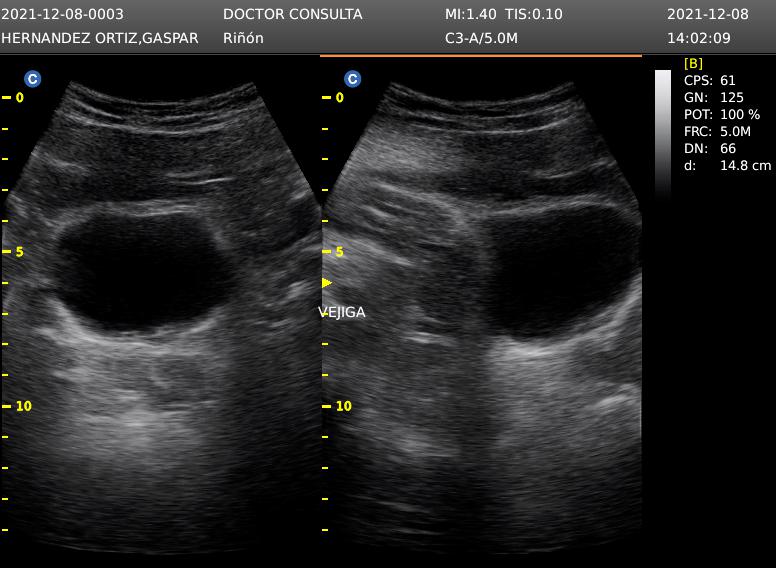 2021-12-08-0003 DOCTOR CONSULTA MI:1.40 TIS:0.10 2021-12-08
HERNANDEZ ORTIZ,GASPAR Riñón C3-A/5.0M 14:02:09
[B]
C C
CPS: 61
0 0
GN: 125
POT: 100 %
FRC: 5.0M
DN: 66
d: 14.8 cm
5 5
VEJIGA
10 10